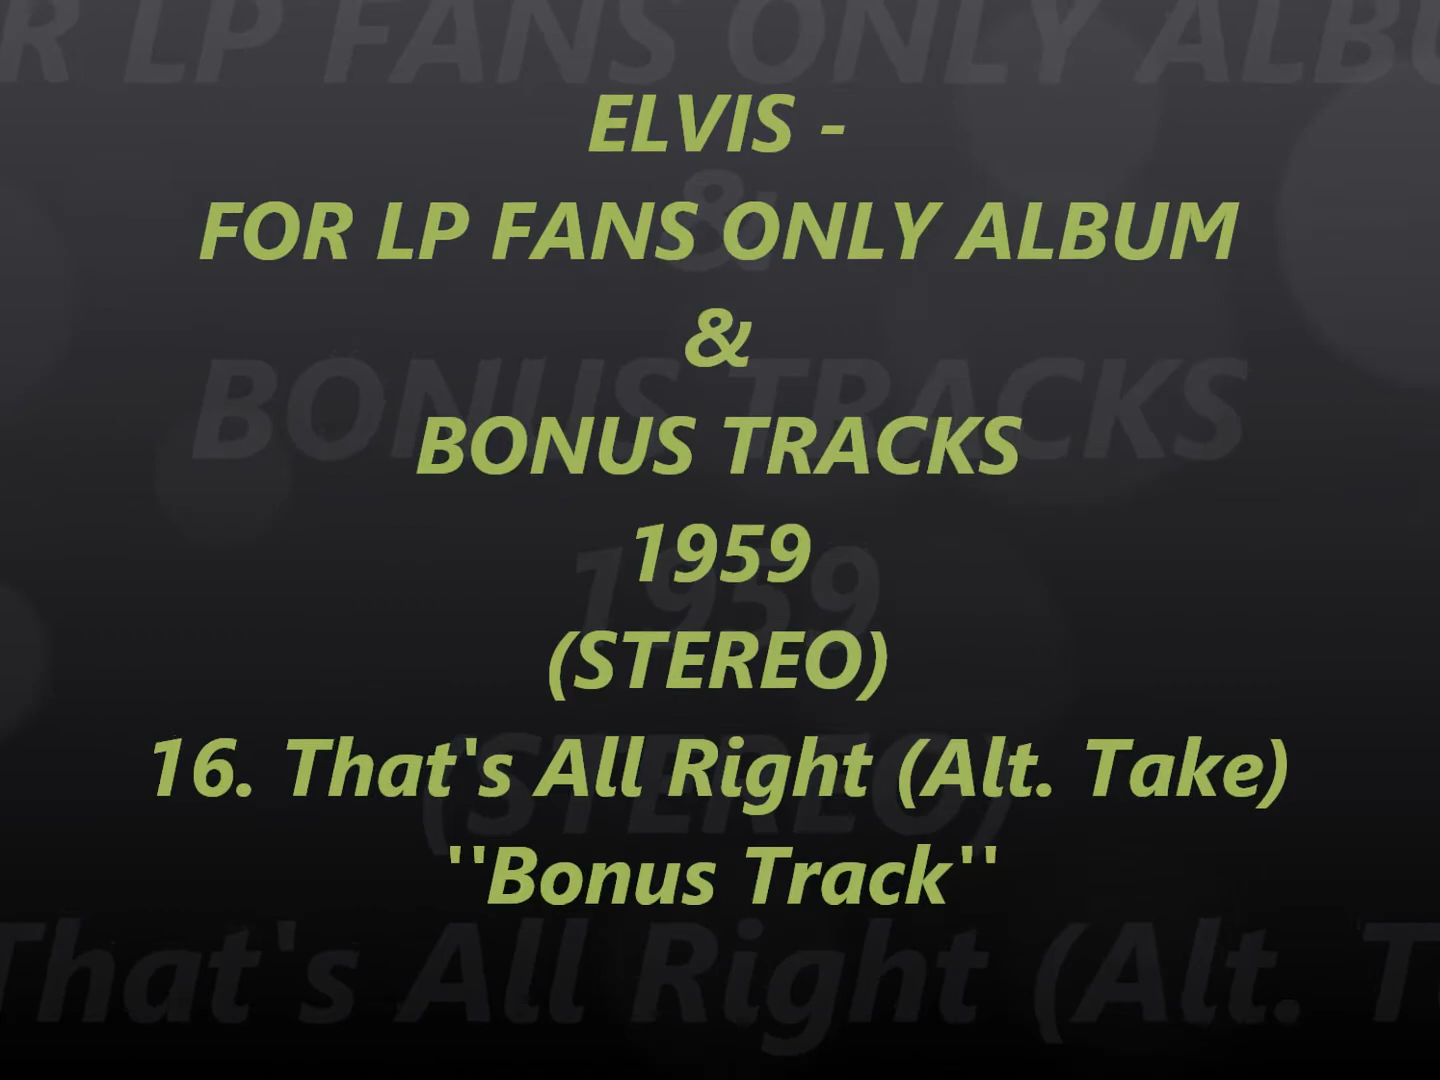 ELVIS -
FOR LP FANS ONLY ALBUM
&
BONUS TRACKS
1959
(STEREO)
16. That's All Right (Alt. Take)
''Bonus Track''